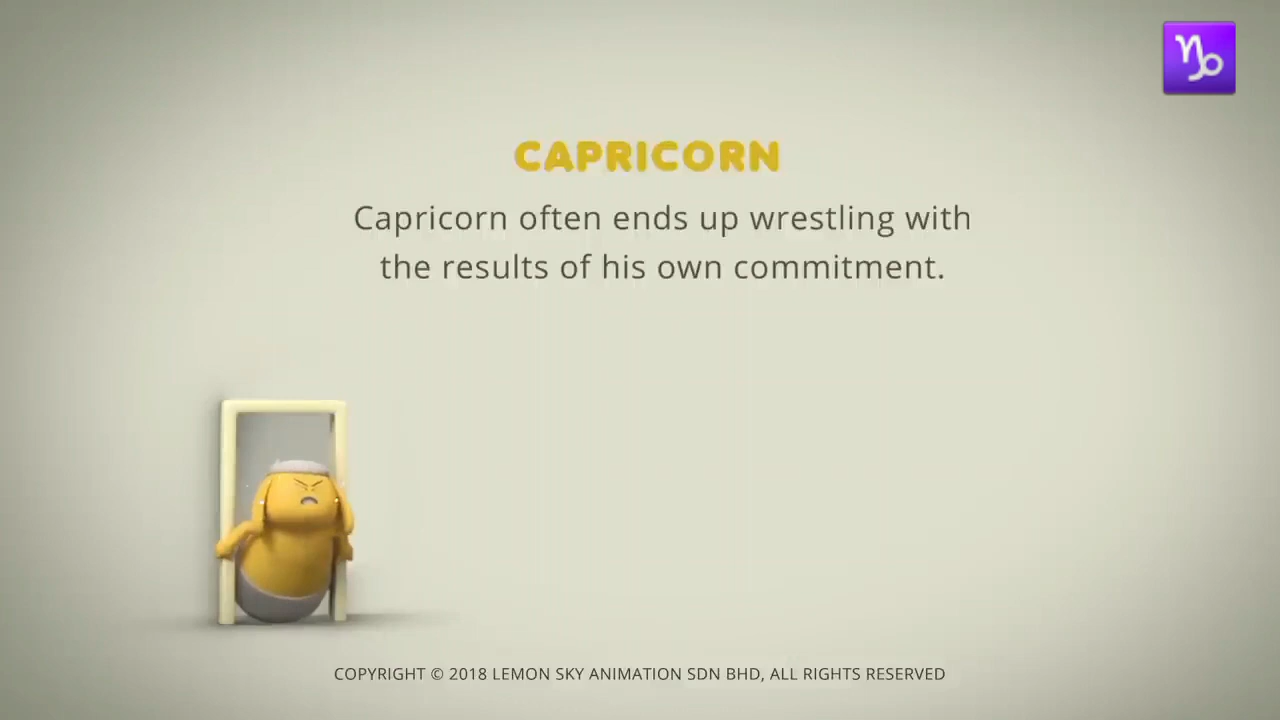 CAPRICORN
Capricorn often ends up wrestling with
the results of his own commitment.
COPYRIGHT © 2018 LEMON SKY ANIMATION SDN BHD, ALL RIGHTS RESERVED